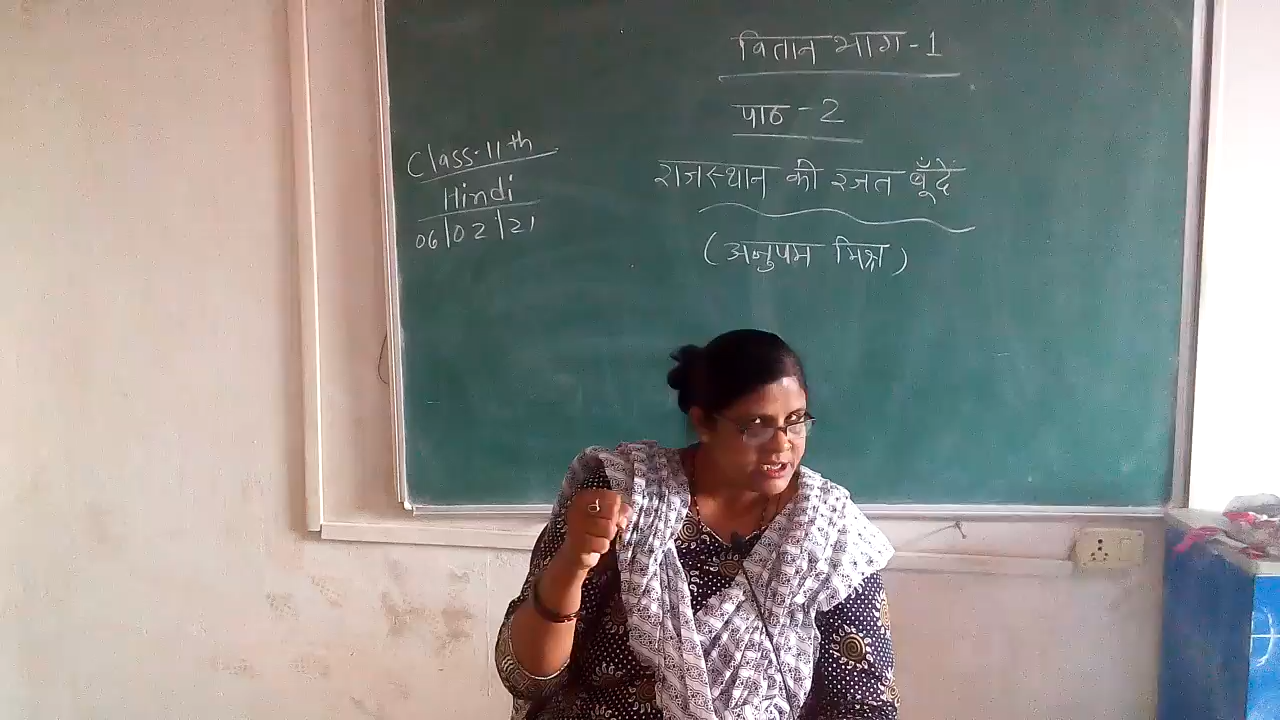 Class-11th
Hindi
06/02/21
वितान भाग-1
पाठ-2
राजस्थान की रजत बूँदें
(अनुपम मिश्र)